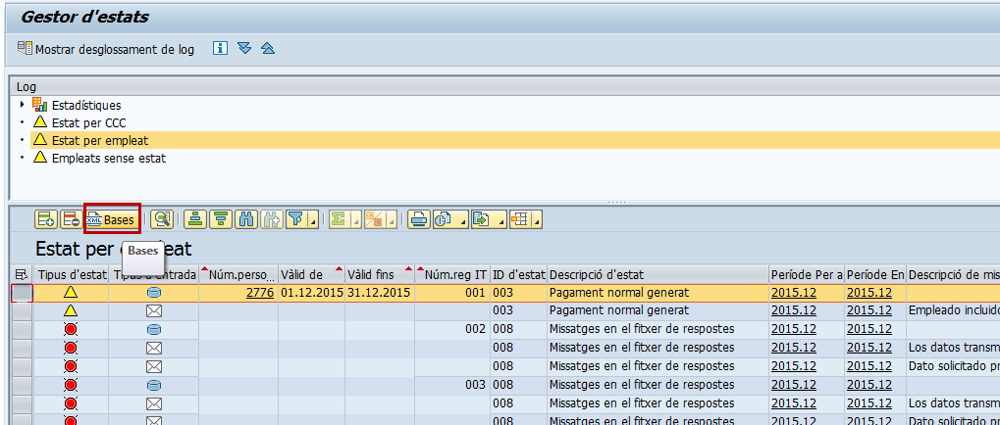 Gestor d'estats
Mostrar desglossament de log
Log
Estadístiques
Estat per CCC
Estat per empleat
Empleats sense estat
XML Bases
Bases
Estat per empleat
Tipus d'estat Tipus d'entrada Núm.perso... Vàlid de Vàlid fins Núm.reg IT ID d'estat Descripció d'estat Període Per a Període En Descripció de mis
2776 01.12.2015 31.12.2015 001 003 Pagament normal generat 2015.12 2015.12
003 Pagament normal generat 2015.12 2015.12 Empleado incluido
002 008 Missatges en el fitxer de respostes 2015.12 2015.12
008 Missatges en el fitxer de respostes 2015.12 2015.12 Los datos transm
008 Missatges en el fitxer de respostes 2015.12 2015.12 Dato solicitado pr
003 008 Missatges en el fitxer de respostes 2015.12 2015.12
008 Missatges en el fitxer de respostes 2015.12 2015.12 Los datos transm
008 Missatges en el fitxer de respostes 2015.12 2015.12 Dato solicitado pr